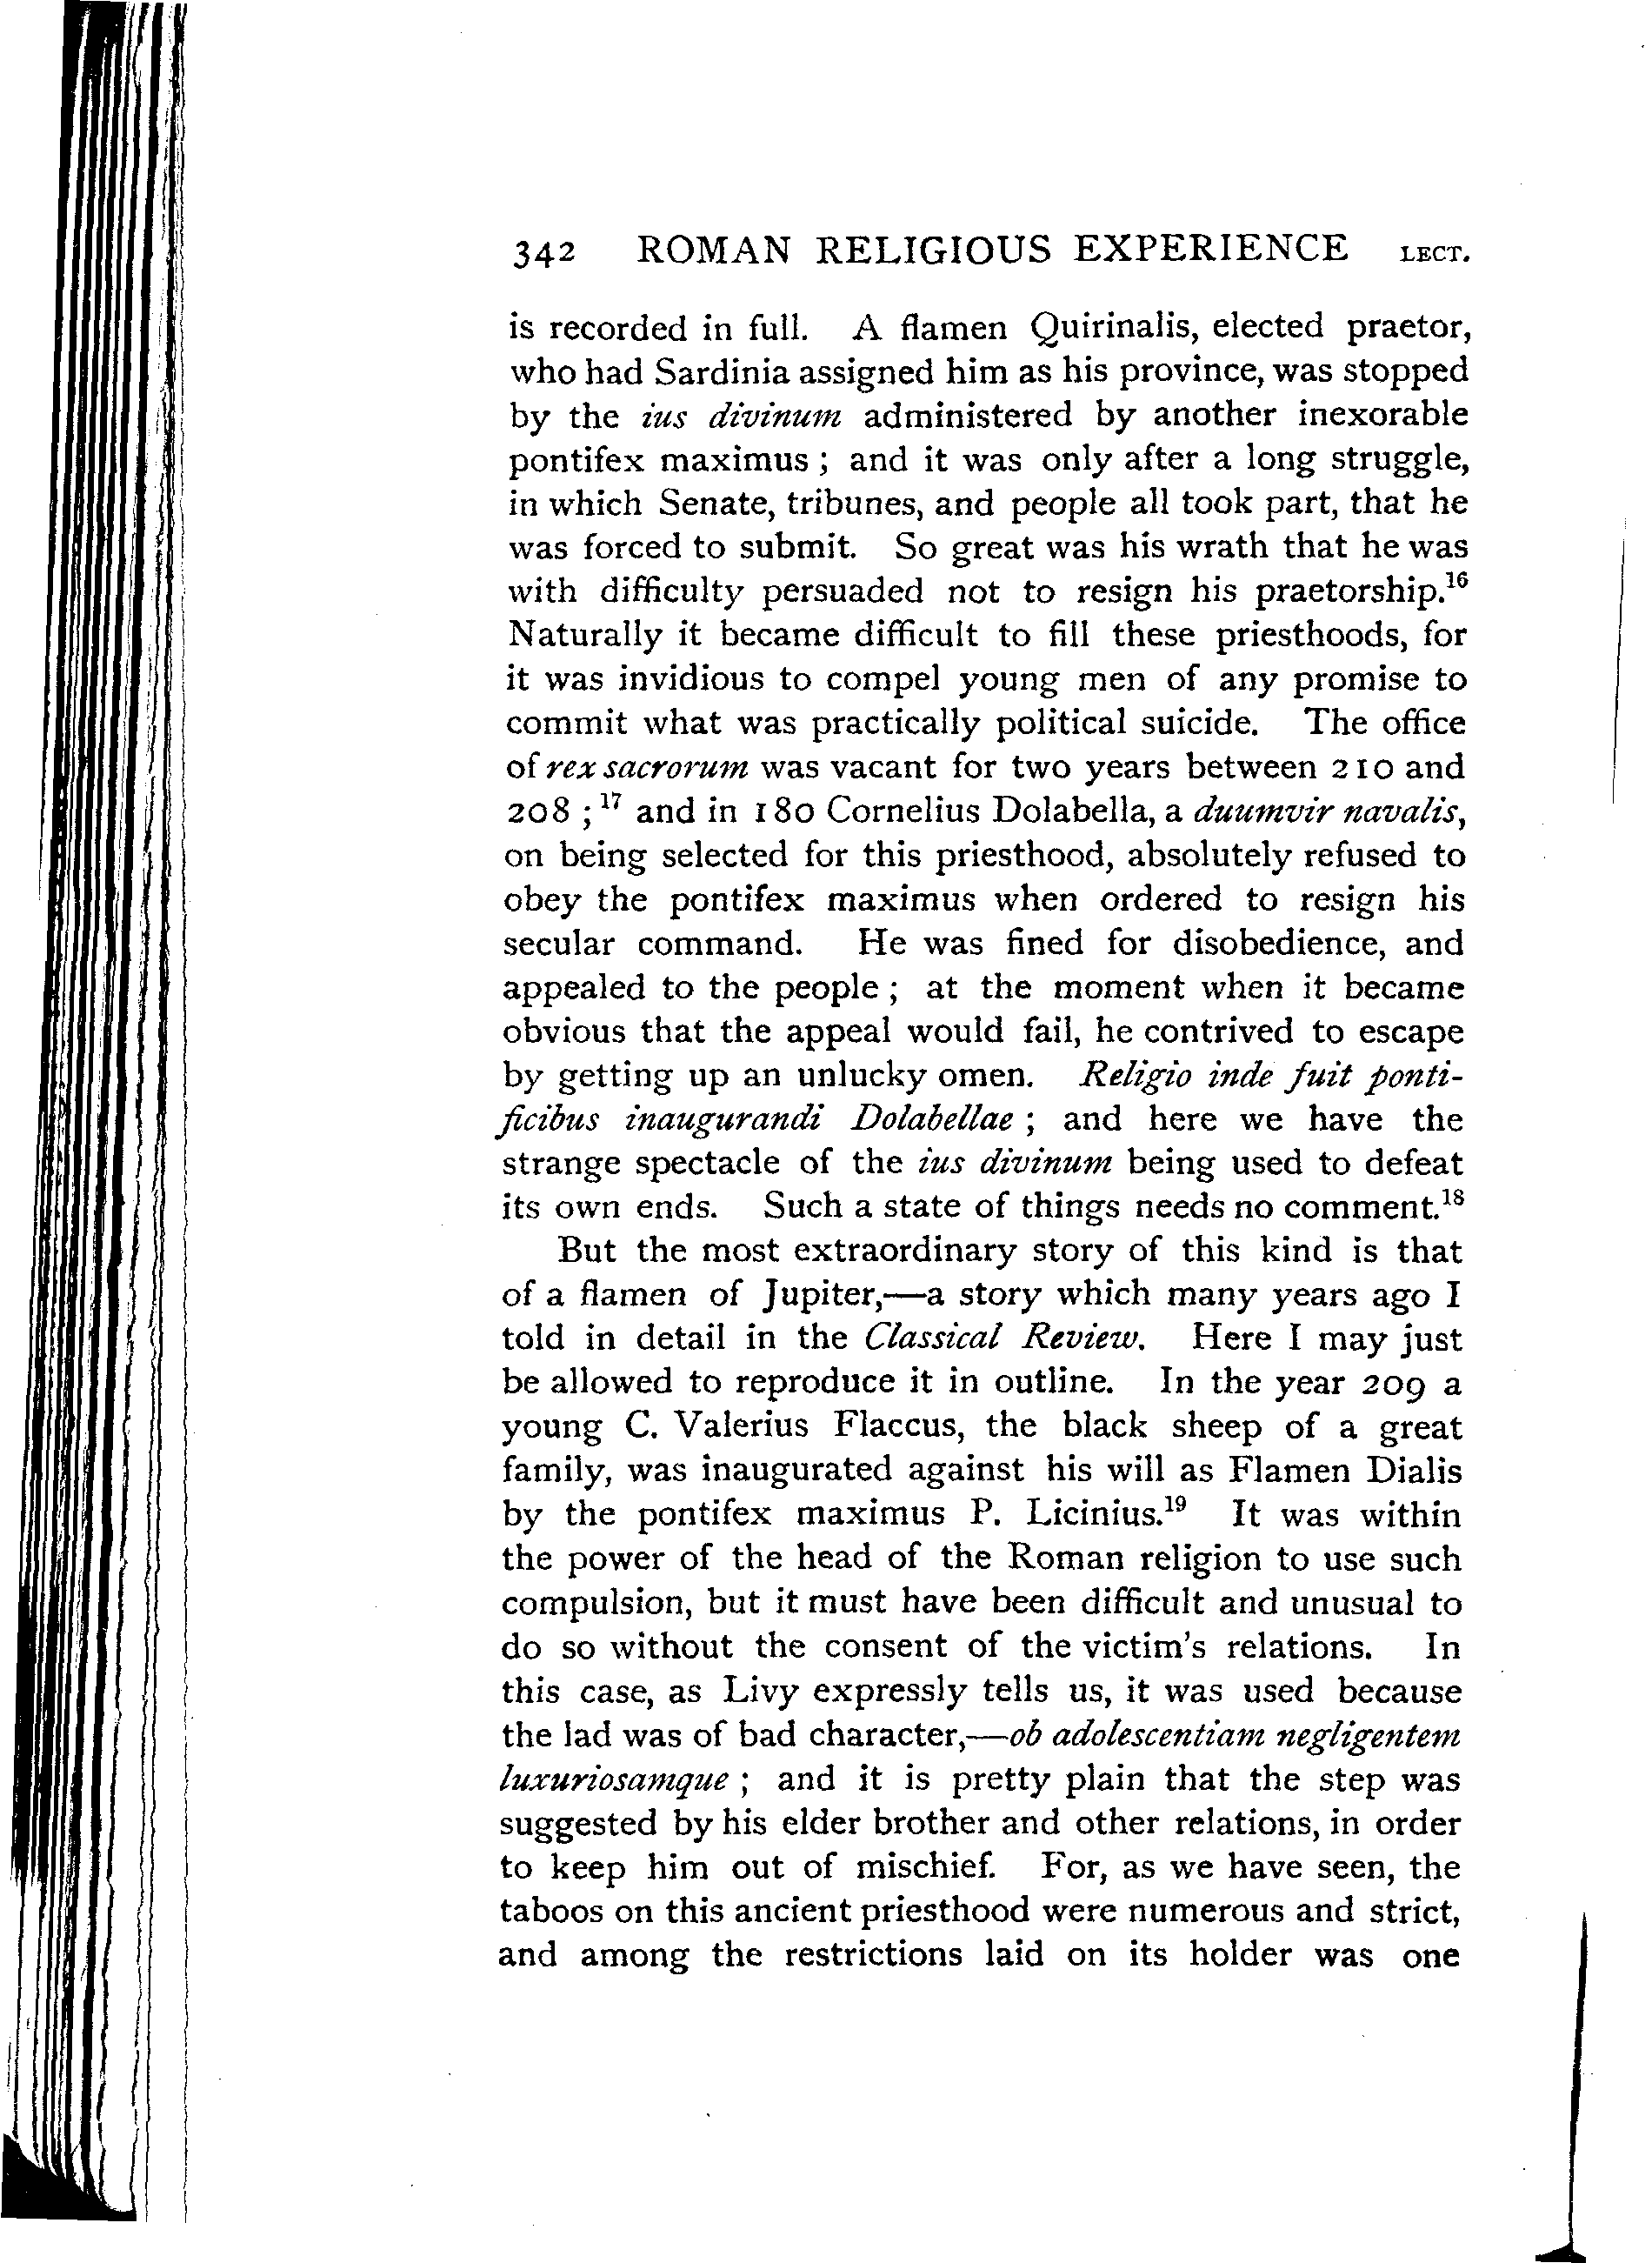 342 ROMAN RELIGIOUS EXPERIENCE LECT.
is recorded in full. A flamen Quirinalis, elected praetor,
who had Sardinia assigned him as his province, was stopped
by the ius divinum administered by another inexorable
pontifex maximus ; and it was only after a long struggle,
in which Senate, tribunes, and people all took part, that he
was forced to submit. So great was his wrath that he was
with difficulty persuaded not to resign his praetorship.¹⁶
Naturally it became difficult to fill these priesthoods, for
it was invidious to compel young men of any promise to
commit what was practically political suicide. The office
of rex sacrorum was vacant for two years between 210 and
208 ;¹⁷ and in 180 Cornelius Dolabella, a duumvir navalis,
on being selected for this priesthood, absolutely refused to
obey the pontifex maximus when ordered to resign his
secular command. He was fined for disobedience, and
appealed to the people ; at the moment when it became
obvious that the appeal would fail, he contrived to escape
by getting up an unlucky omen. Religio inde fuit ponti-
ficibus inaugurandi Dolabellae ; and here we have the
strange spectacle of the ius divinum being used to defeat
its own ends. Such a state of things needs no comment.¹⁸
But the most extraordinary story of this kind is that
of a flamen of Jupiter,—a story which many years ago I
told in detail in the Classical Review. Here I may just
be allowed to reproduce it in outline. In the year 209 a
young C. Valerius Flaccus, the black sheep of a great
family, was inaugurated against his will as Flamen Dialis
by the pontifex maximus P. Licinius.¹⁹ It was within
the power of the head of the Roman religion to use such
compulsion, but it must have been difficult and unusual to
do so without the consent of the victim's relations. In
this case, as Livy expressly tells us, it was used because
the lad was of bad character,—ob adolescentiam negligentem
luxuriosamque ; and it is pretty plain that the step was
suggested by his elder brother and other relations, in order
to keep him out of mischief. For, as we have seen, the
taboos on this ancient priesthood were numerous and strict,
and among the restrictions laid on its holder was one